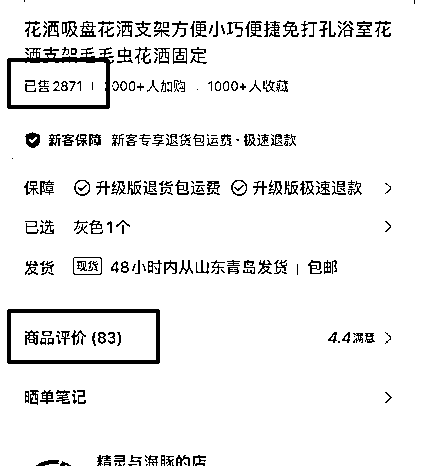 花洒吸盘花洒支架方便小巧便捷免打孔浴室花
洒支架毛毛虫花洒固定
已售2871 | 000+人加购 . 1000+人收藏
新客保障 新客专享退货包运费·极速退款
保障 升级版退货包运费 升级版极速退款
已选 灰色1个
发货 现货 48小时内从山东青岛发货 | 包邮
商品评价 (83) 4.4满意
晒单笔记
精灵与海豚的店